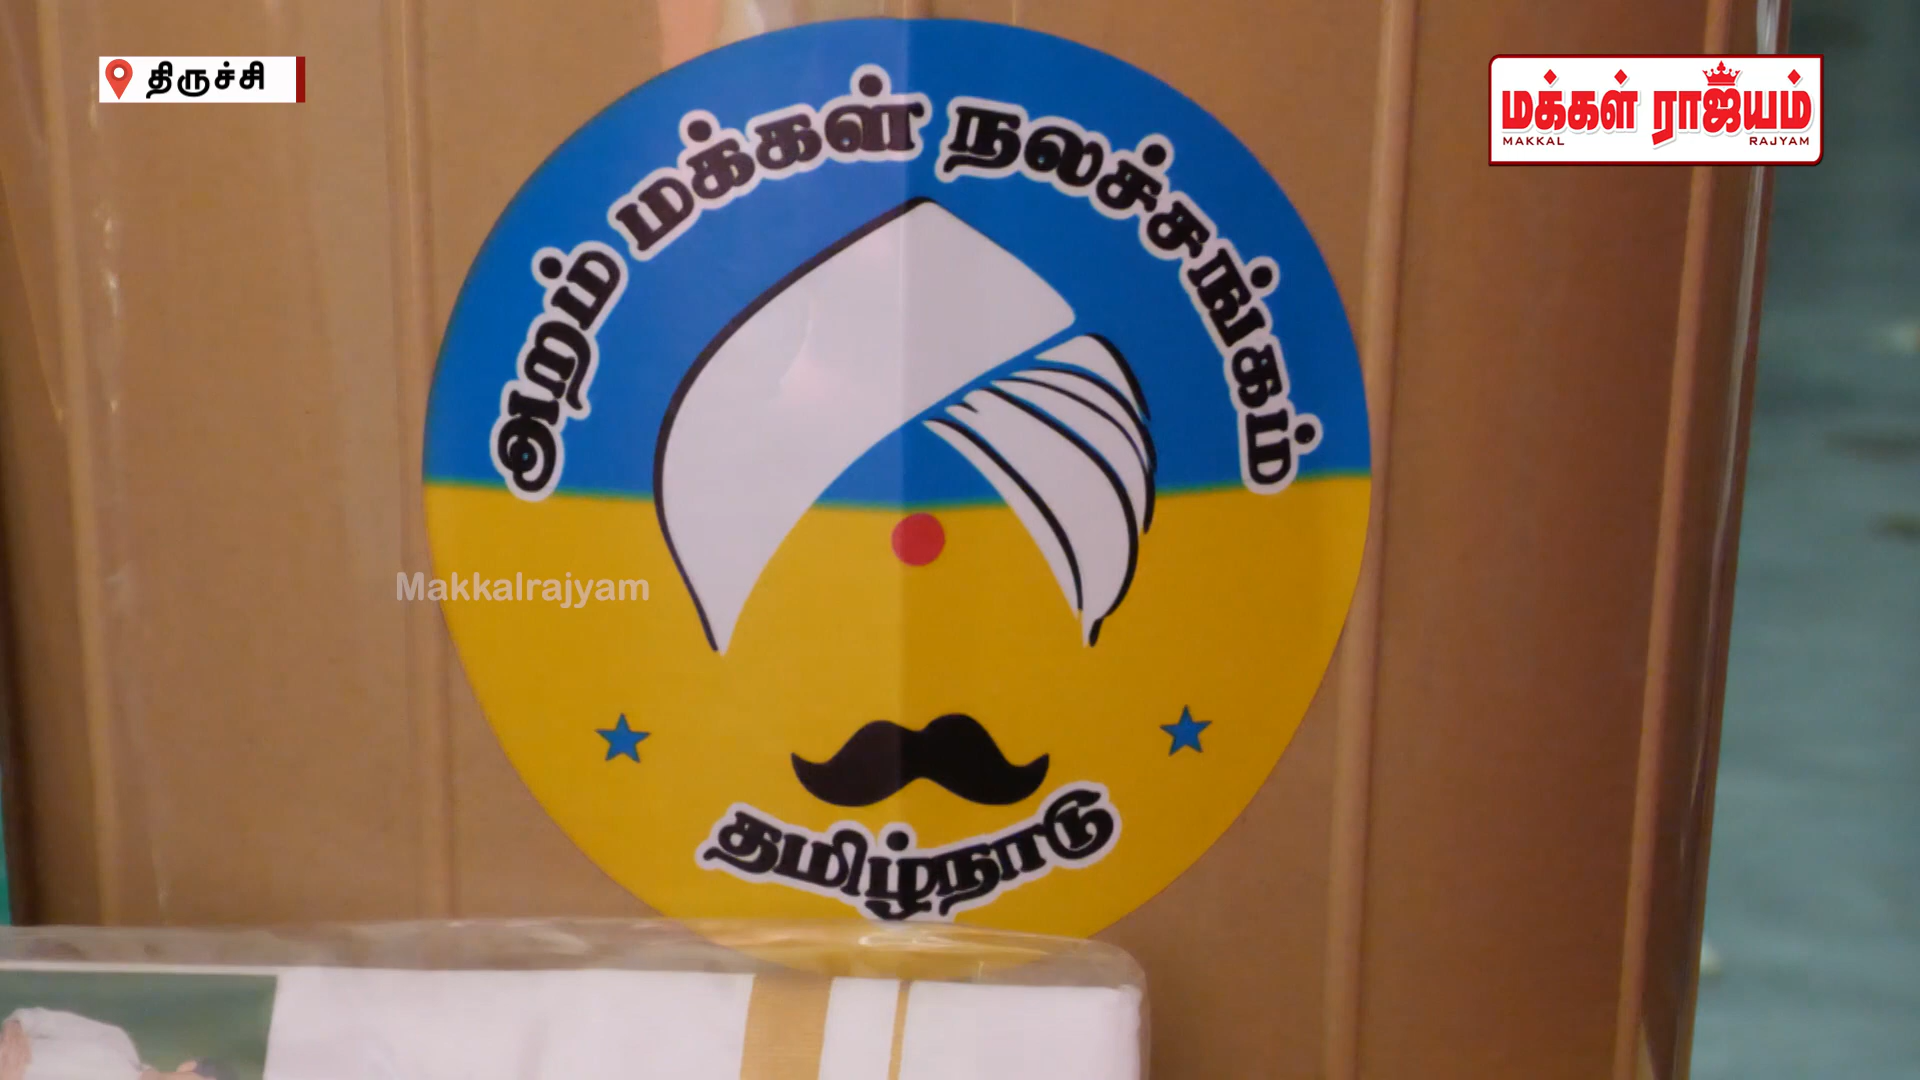 திருச்சி
மக்கள் ராஜ்யம்
MAKKAL RAJYAM
அறம் மக்கள் நலச்சங்கம்
Makkalrajyam
தமிழ்நாடு